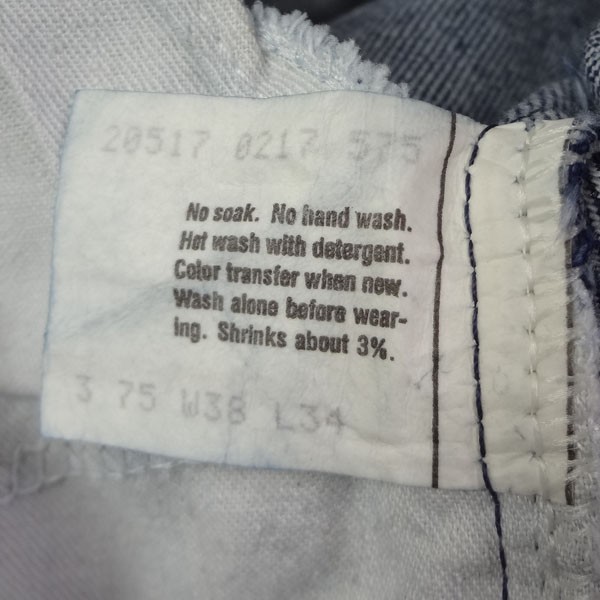 20517 0217 575
No soak. No hand wash.
Hot wash with detergent.
Color transfer when new.
Wash alone before wear-
ing. Shrinks about 3%.
3 75 W38 L34